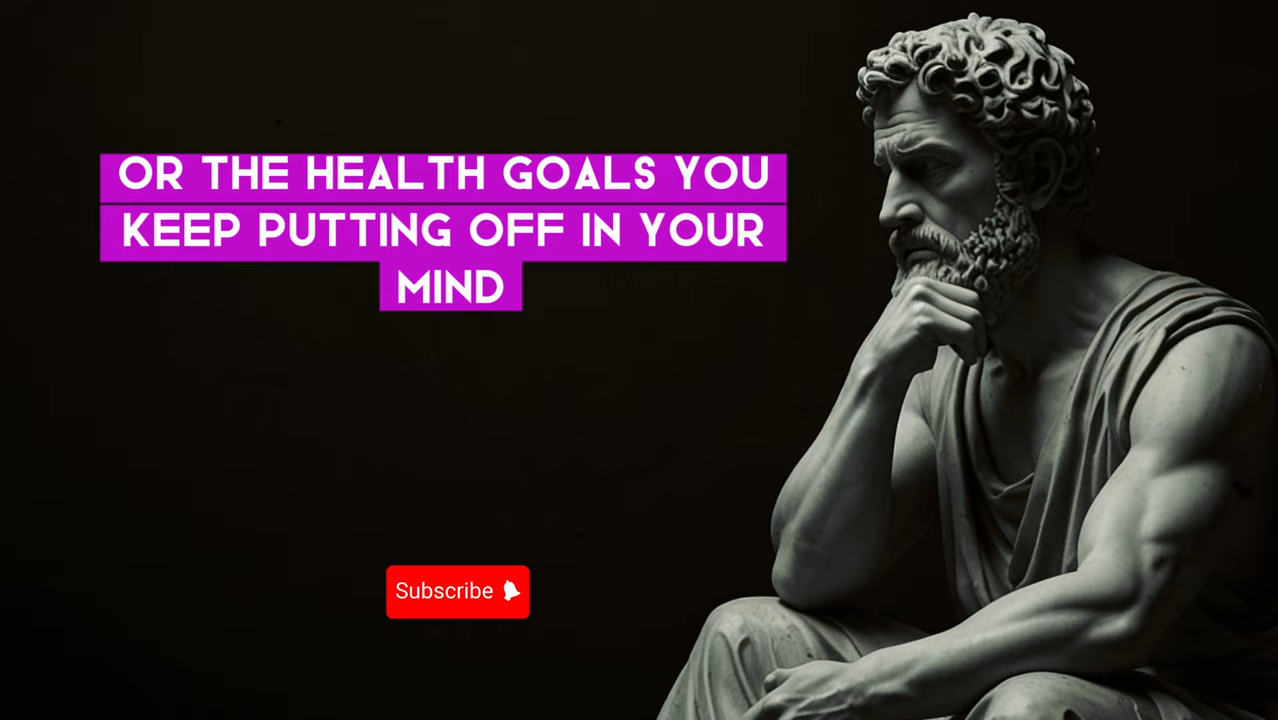 OR THE HEALTH GOALS YOU
KEEP PUTTING OFF IN YOUR
MIND
Subscribe